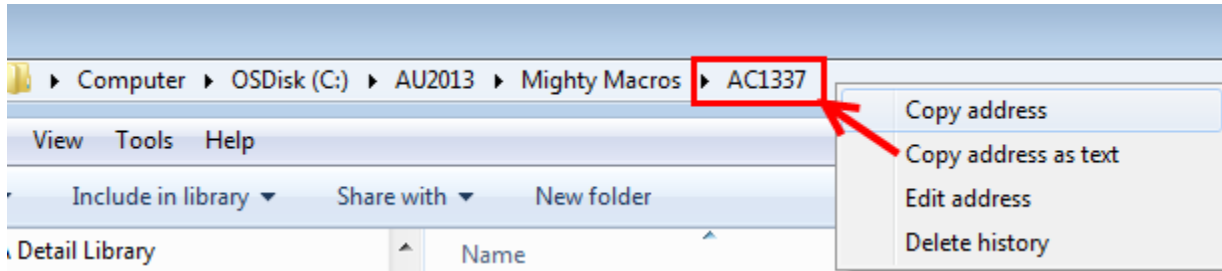 Computer ▸ OSDisk (C:) ▸ AU2013 ▸ Mighty Macros ▸ AC1337
Copy address
View Tools Help
Copy address as text
Include in library Share with New folder
Edit address
Detail Library Name
Delete history